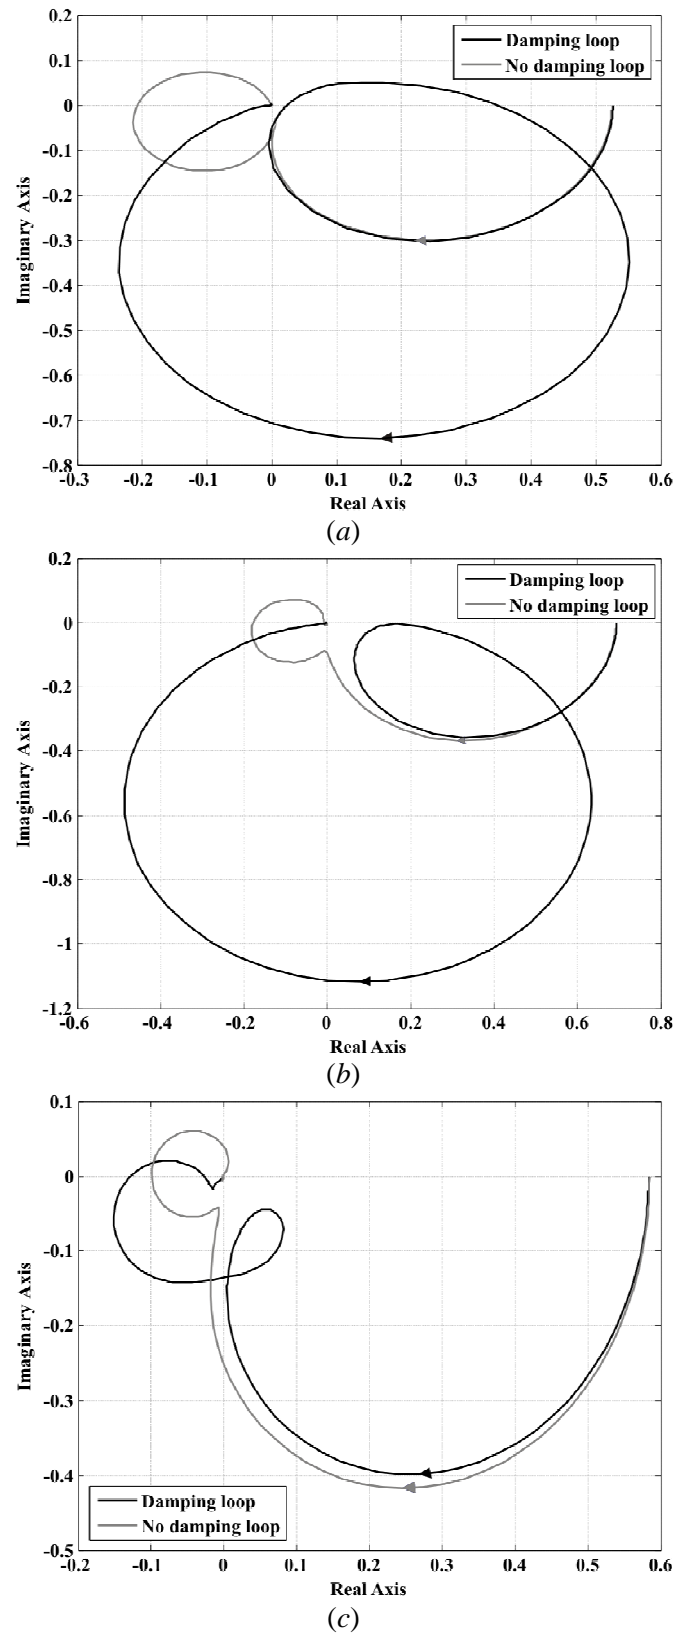 0.2
Damping loop
No damping loop
0.1
0
-0.1
-0.2
-0.3
-0.4
-0.5
-0.6
-0.7
-0.8
Imaginary Axis
-0.3 -0.2 -0.1 0 0.1 0.2 0.3 0.4 0.5 0.6
Real Axis
(a)
0.2
Damping loop
No damping loop
0
-0.2
-0.4
-0.6
-0.8
-1
-1.2
Imaginary Axis
-0.6 -0.4 -0.2 0 0.2 0.4 0.6 0.8
Real Axis
(b)
0.1
0
-0.1
-0.2
-0.3
-0.4
-0.5
Imaginary Axis
Damping loop
No damping loop
-0.2 -0.1 0 0.1 0.2 0.3 0.4 0.5 0.6
Real Axis
(c)